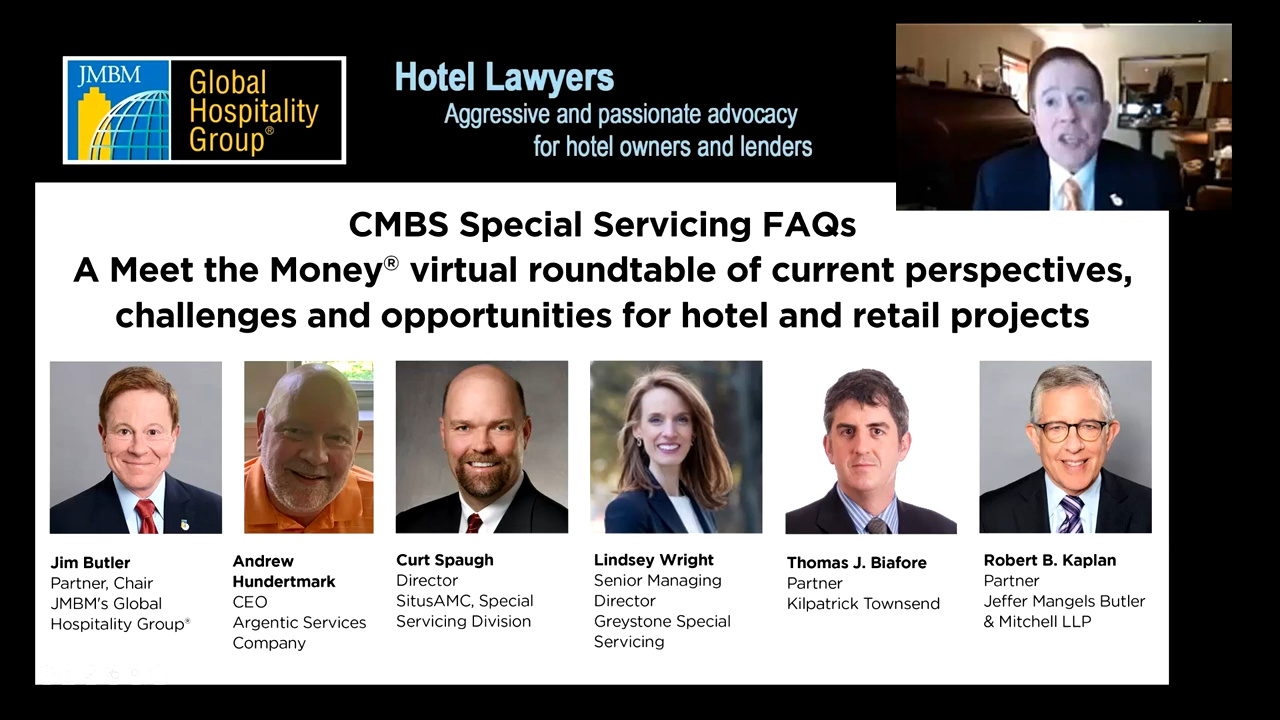 JMBM
Global
Hospitality
Group®
Hotel Lawyers
Aggressive and passionate advocacy
for hotel owners and lenders
CMBS Special Servicing FAQs
A Meet the Money® virtual roundtable of current perspectives,
challenges and opportunities for hotel and retail projects
Jim Butler
Partner, Chair
JMBM's Global
Hospitality Group®
Andrew
Hundertmark
CEO
Argentic Services
Company
Curt Spaugh
Director
SitusAMC, Special
Servicing Division
Lindsey Wright
Senior Managing
Director
Greystone Special
Servicing
Thomas J. Biafore
Partner
Kilpatrick Townsend
Robert B. Kaplan
Partner
Jeffer Mangels Butler
& Mitchell LLP